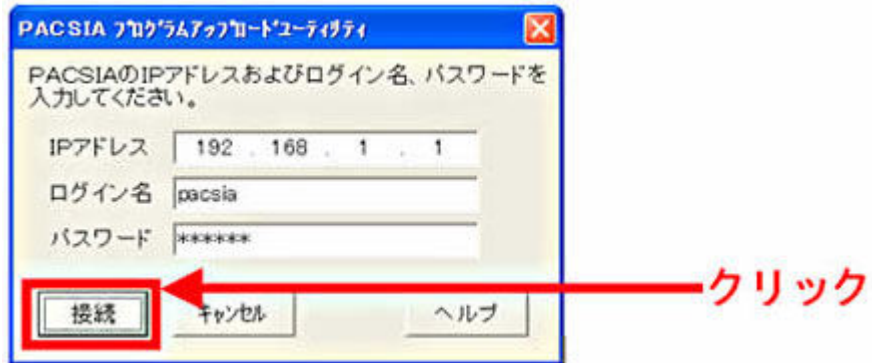 PACSIA ﾌﾟﾛｸﾞﾗﾑｱｯﾌﾟﾛｰﾄﾞﾕｰﾃｨﾘﾃｨ
PACSIAのIPアドレスおよびログイン名、パスワードを
入力してください。
IPアドレス 192 . 168 . 1 . 1
ログイン名 pacsia
パスワード ******
接続 ｷｬﾝｾﾙ ヘルプ
クリック